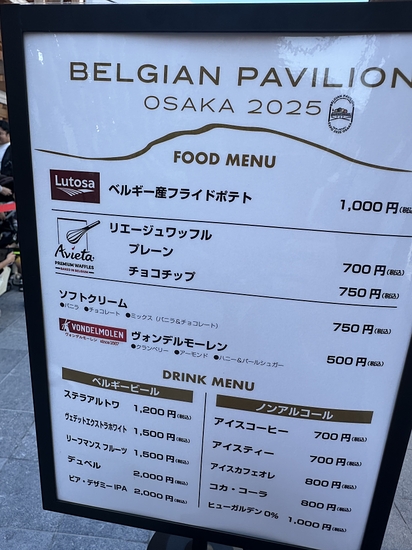 BELGIAN PAVILION
OSAKA 2025
FOOD MENU
Lutosa
ベルギー産フライドポテト 1,000円(税込)
Avieta
PREMIUM WAFFLES
BAKED IN BELGIUM
リエージュワッフル
プレーン 700円(税込)
チョコチップ 750円(税込)
ソフトクリーム 750円(税込)
●バニラ ●チョコレート ●ミックス(バニラ&チョコレート)
VONDELMOLEN
ヴォンデルモーレン since 1867
ヴォンデルモーレン 500円(税込)
●クランベリー ●アーモンド ●ハニー&パールシュガー
DRINK MENU
ベルギービール
ステラアルトワ 1,200円(税込)
ヴェデットエクストラホワイト 1,500円(税込)
リーフマンス フルーツ 1,500円(税込)
デュベル 2,000円(税込)
ビア・デザミー IPA 2,000円(税込)
ノンアルコール
アイスコーヒー 700円(税込)
アイスティー 700円(税込)
アイスカフェオレ 800円(税込)
コカ・コーラ 800円(税込)
ヒューガルデン 0% 1,000円(税込)